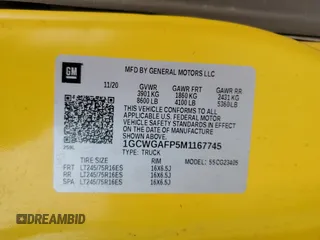 GM
MFD BY GENERAL MOTORS LLC
11/20 GVWR GAWR FRT GAWR RR
3901 KG 1860 KG 2431 KG
8600 LB 4100 LB 5360 LB
THIS VEHICLE CONFORMS TO ALL
APPLICABLE U.S. FEDERAL MOTOR
VEHICLE SAFETY STANDARDS IN
EFFECT ON THE DATE OF
MANUFACTURE SHOWN ABOVE.
1GCWGAFP5M1167745
TYPE: TRUCK
TIRE SIZE RIM MODEL:
FRT LT245/75R16ES 16X6.5J
RR LT245/75R16ES 16X6.5J
SPA LT245/75R16ES 16X6.5J
DREAMBID